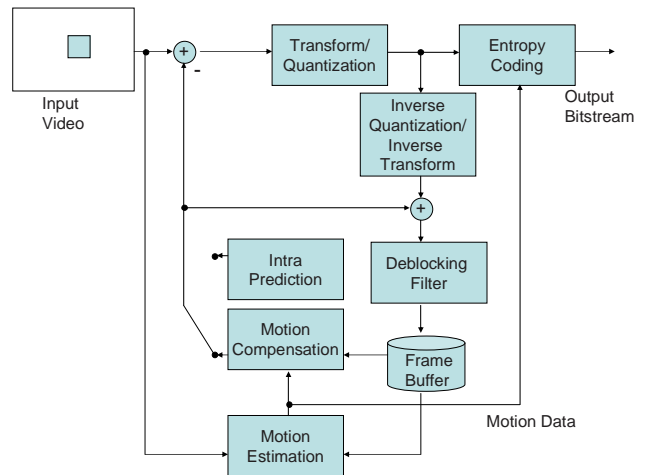 Input
Video
+
-
Transform/
Quantization
Entropy
Coding
Output
Bitstream
Inverse
Quantization/
Inverse
Transform
+
Intra
Prediction
Deblocking
Filter
Motion
Compensation
Frame
Buffer
Motion Data
Motion
Estimation